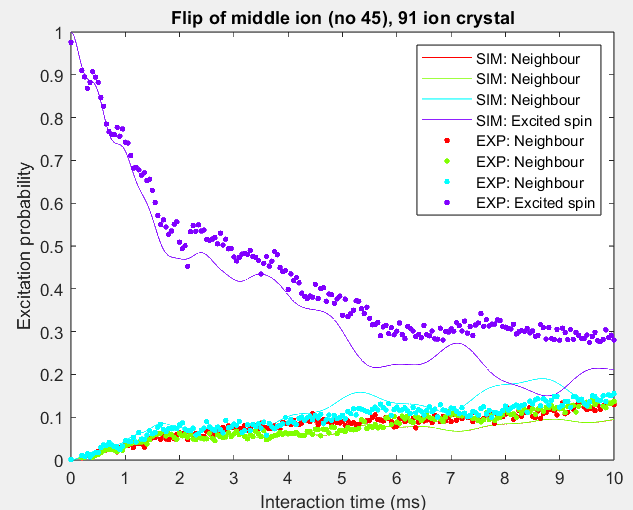 Flip of middle ion (no 45), 91 ion crystal
SIM: Neighbour
SIM: Neighbour
SIM: Neighbour
SIM: Excited spin
EXP: Neighbour
EXP: Neighbour
EXP: Neighbour
EXP: Excited spin
Excitation probability
1
0.9
0.8
0.7
0.6
0.5
0.4
0.3
0.2
0.1
0
0 1 2 3 4 5 6 7 8 9 10
Interaction time (ms)